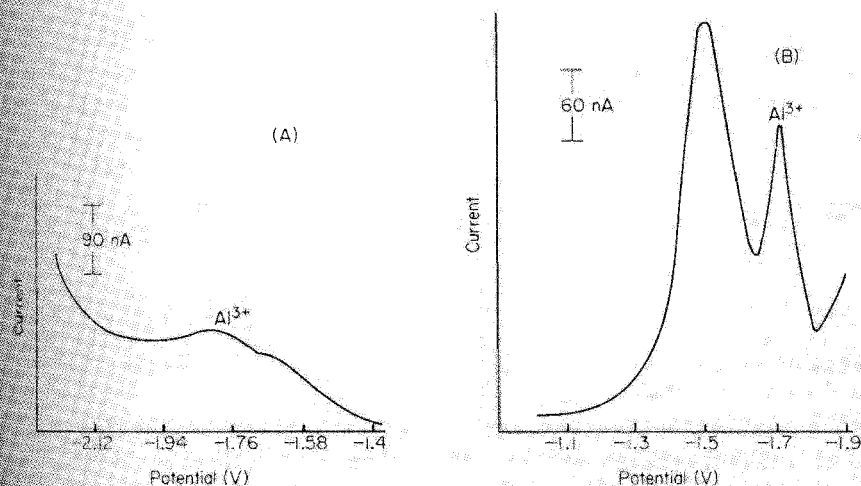 (A)
90 nA
Al3+
Current
-2.12 -1.94 -1.76 -1.58 -1.4
Potential (V)
(B)
60 nA
Al3+
Current
-1.1 -1.3 -1.5 -1.7 -1.9
Potential (V)